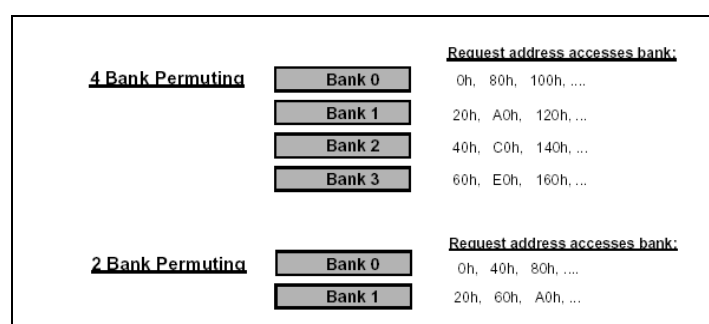 Request address accesses bank:
4 Bank Permuting Bank 0 0h, 80h, 100h, ....
Bank 1 20h, A0h, 120h, ...
Bank 2 40h, C0h, 140h, ...
Bank 3 60h, E0h, 160h, ...
Request address accesses bank:
2 Bank Permuting Bank 0 0h, 40h, 80h, ....
Bank 1 20h, 60h, A0h, ...